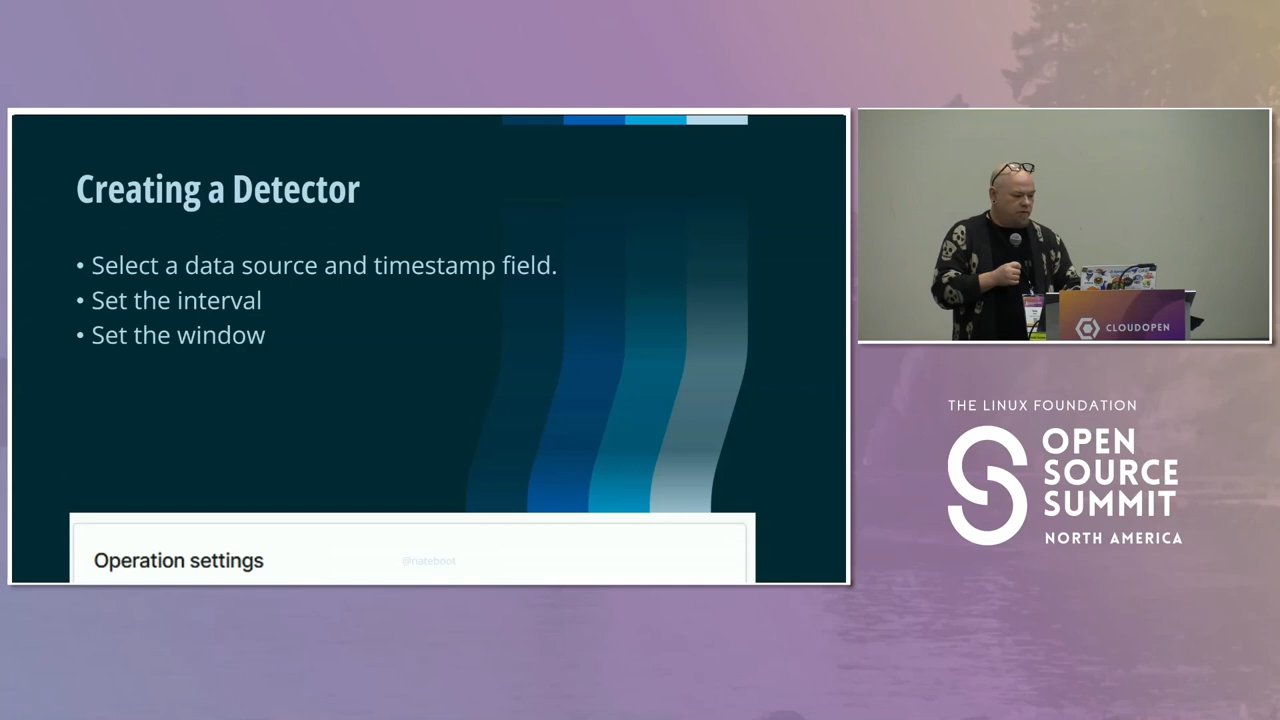 Creating a Detector
• Select a data source and timestamp field.
• Set the interval
• Set the window
Operation settings
@nateboot
CLOUDOPEN
THE LINUX FOUNDATION
OPEN
SOURCE
SUMMIT
NORTH AMERICA